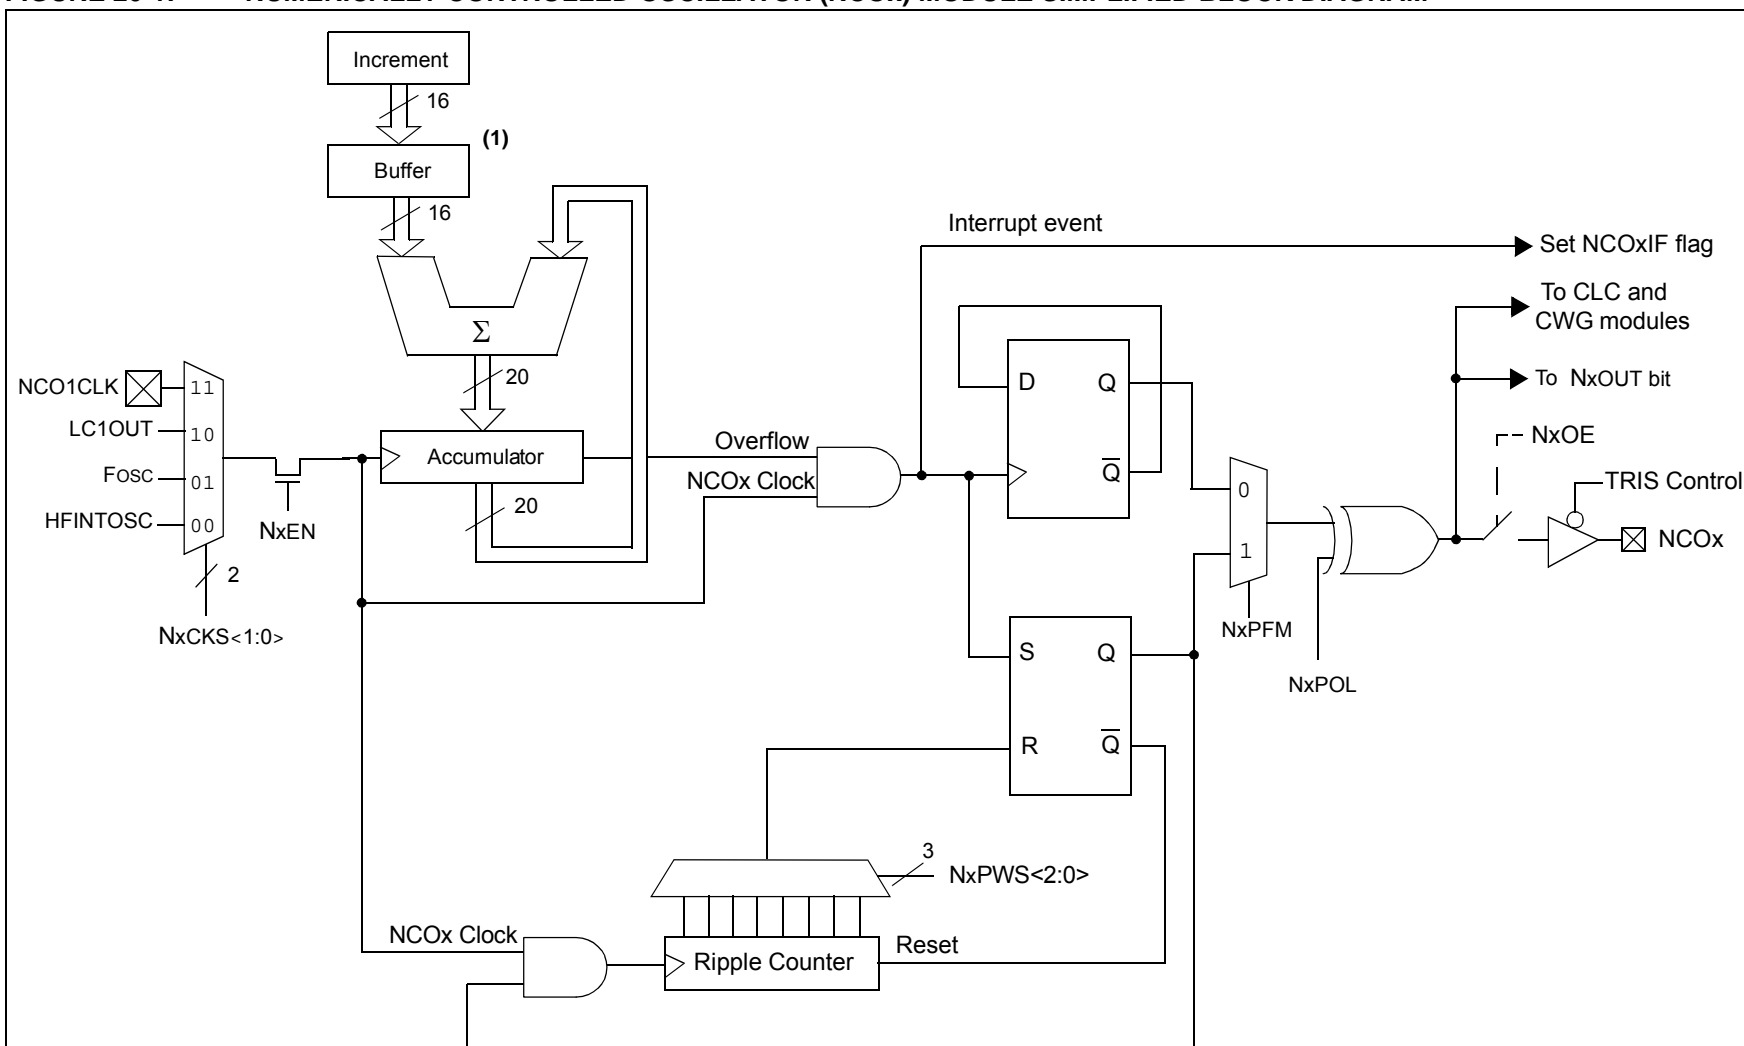 Increment
16
(1)
Buffer
16
Interrupt event
Set NCOxIF flag
To CLC and
CWG modules
Σ
20
D
Q
To NxOUT bit
NCO1CLK
11
LC1OUT
10
FOSC
01
HFINTOSC
00
NxEN
Accumulator
Overflow
NCOx Clock
20
Q
0
1
NxOE
TRIS Control
NCOx
2
NxCKS<1:0>
NxPFM
NxPOL
S
Q
R
Q
3
NxPWS<2:0>
NCOx Clock
Ripple Counter
Reset